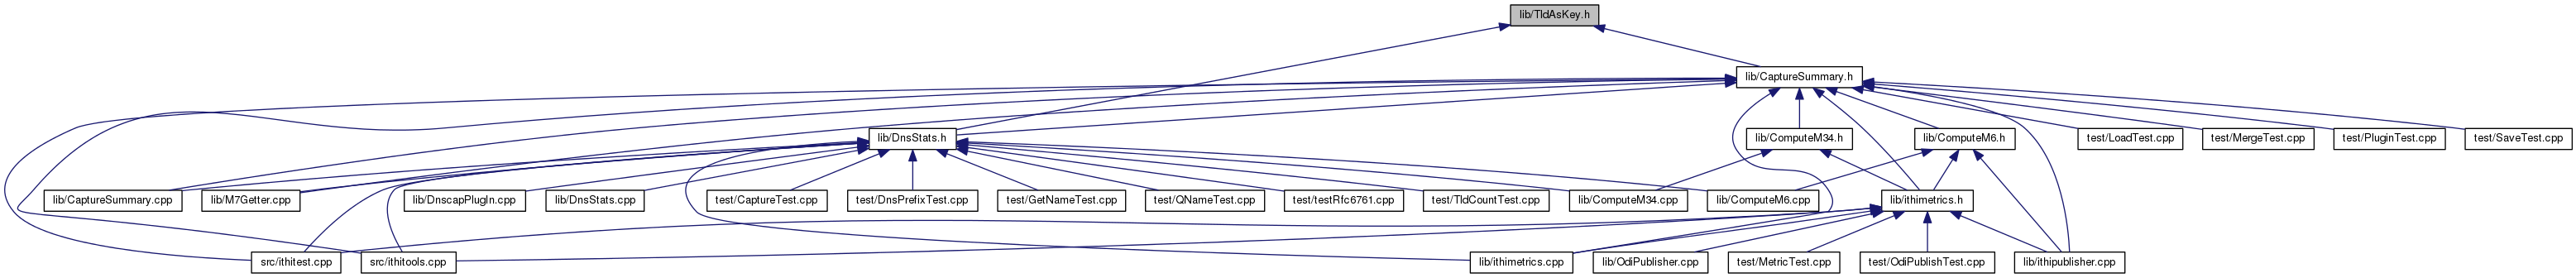 lib/TldAsKey.h
lib/CaptureSummary.h
lib/DnsStats.h
lib/ComputeM34.h
lib/ComputeM6.h
test/LoadTest.cpp
test/MergeTest.cpp
test/PluginTest.cpp
test/SaveTest.cpp
lib/CaptureSummary.cpp
lib/M7Getter.cpp
lib/DnscapPlugIn.cpp
lib/DnsStats.cpp
test/CaptureTest.cpp
test/DnsPrefixTest.cpp
test/GetNameTest.cpp
test/QNameTest.cpp
test/testRfc6761.cpp
test/TldCountTest.cpp
lib/ComputeM34.cpp
lib/ComputeM6.cpp
lib/ithimetrics.h
src/ithitest.cpp
src/ithitools.cpp
lib/ithimetrics.cpp
lib/OdiPublisher.cpp
test/MetricTest.cpp
test/OdiPublishTest.cpp
lib/ithipublisher.cpp